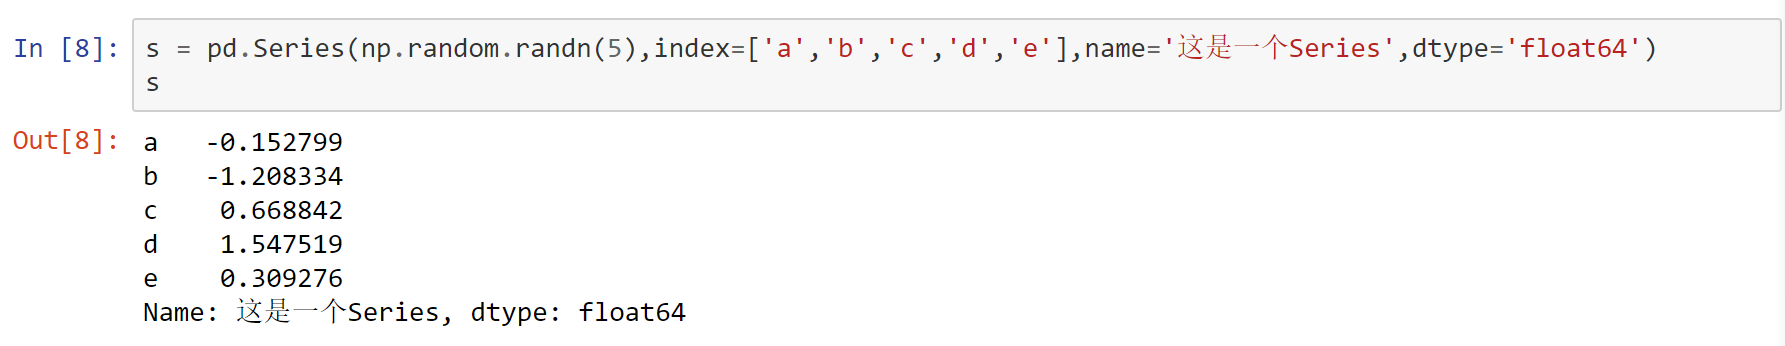 In [8]: s = pd.Series(np.random.randn(5),index=['a','b','c','d','e'],name='这是一个Series',dtype='float64')
s
Out[8]: a   -0.152799
b   -1.208334
c    0.668842
d    1.547519
e    0.309276
Name: 这是一个Series, dtype: float64